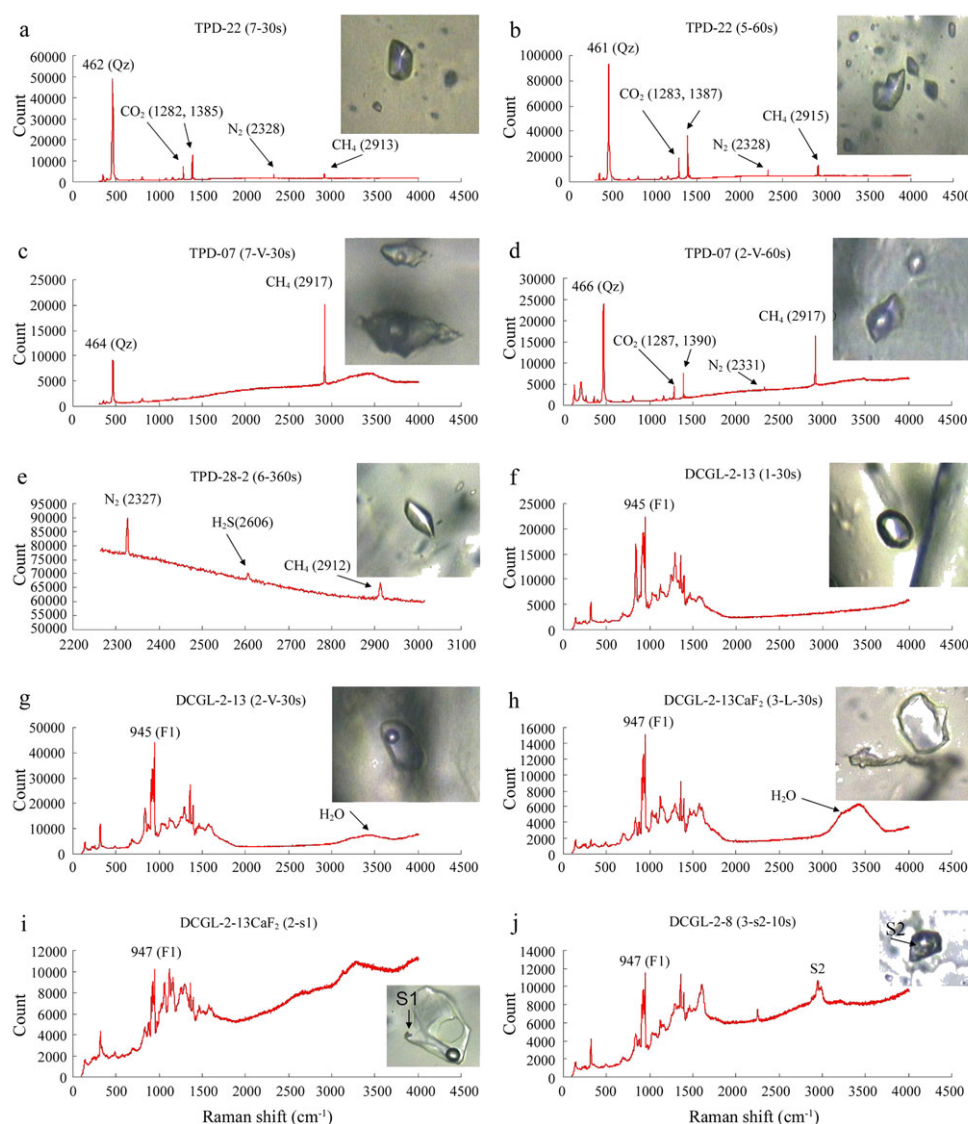 a
TPD-22 (7-30s)
60000
50000
40000
30000
20000
10000
0
Count
462 (Qz)
CO₂ (1282, 1385)
N₂ (2328)
CH₄ (2913)
0 500 1000 1500 2000 2500 3000 3500 4000 4500
b
TPD-22 (5-60s)
100000
80000
60000
40000
20000
0
Count
461 (Qz)
CO₂ (1283, 1387)
N₂ (2328)
CH₄ (2915)
0 500 1000 1500 2000 2500 3000 3500 4000 4500
c
TPD-07 (7-V-30s)
25000
20000
15000
10000
5000
0
Count
464 (Qz)
CH₄ (2917)
0 500 1000 1500 2000 2500 3000 3500 4000 4500
d
TPD-07 (2-V-60s)
30000
25000
20000
15000
10000
5000
0
Count
466 (Qz)
CO₂ (1287, 1390)
N₂ (2331)
CH₄ (2917)
0 500 1000 1500 2000 2500 3000 3500 4000 4500
e
TPD-28-2 (6-360s)
95000
90000
85000
80000
75000
70000
65000
60000
55000
50000
Count
N₂ (2327)
H₂S(2606)
CH₄ (2912)
2200 2300 2400 2500 2600 2700 2800 2900 3000 3100
f
DCGL-2-13 (1-30s)
25000
20000
15000
10000
5000
0
Count
945 (F1)
0 500 1000 1500 2000 2500 3000 3500 4000 4500
g
DCGL-2-13 (2-V-30s)
50000
40000
30000
20000
10000
0
Count
945 (F1)
H₂O
0 500 1000 1500 2000 2500 3000 3500 4000 4500
h
DCGL-2-13CaF₂ (3-L-30s)
16000
14000
12000
10000
8000
6000
4000
2000
0
Count
947 (F1)
H₂O
0 500 1000 1500 2000 2500 3000 3500 4000 4500
i
DCGL-2-13CaF₂ (2-s1)
12000
10000
8000
6000
4000
2000
0
Count
947 (F1)
S1
0 500 1000 1500 2000 2500 3000 3500 4000 4500
Raman shift (cm⁻¹)
j
DCGL-2-8 (3-s2-10s)
14000
12000
10000
8000
6000
4000
2000
0
Count
947 (F1)
S2
S2
0 500 1000 1500 2000 2500 3000 3500 4000 4500
Raman shift (cm⁻¹)